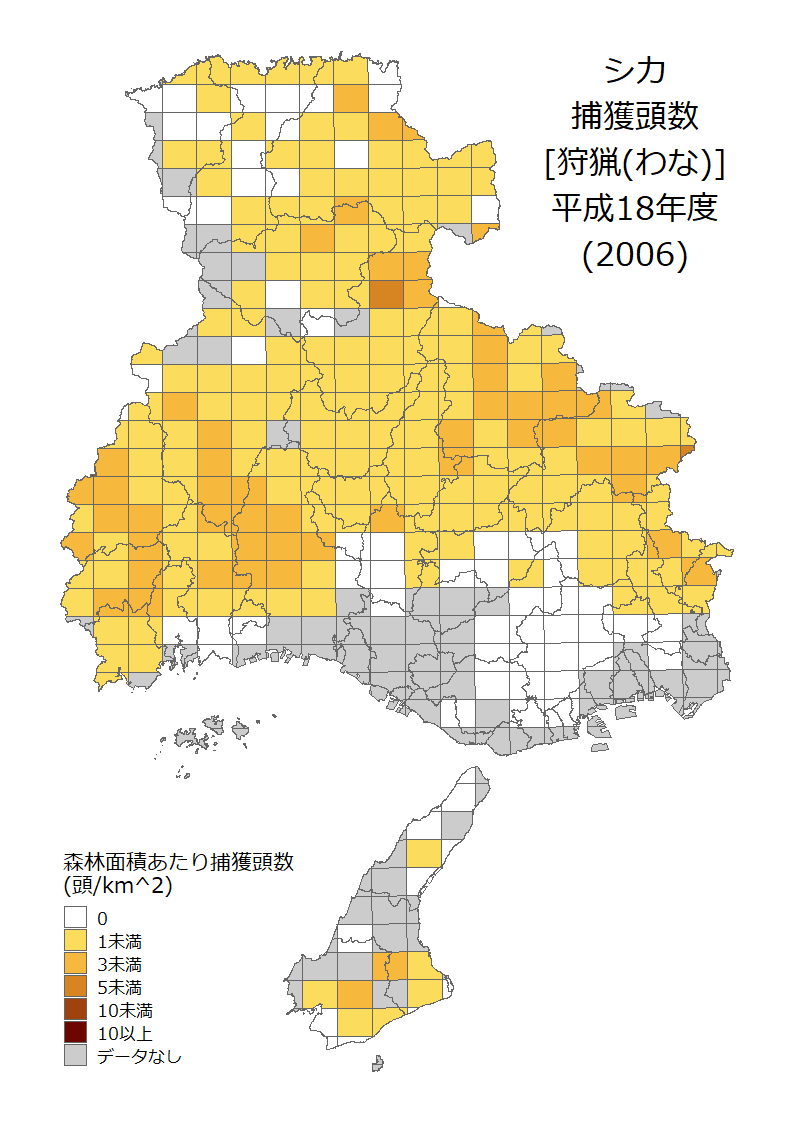 シカ
捕獲頭数
[狩猟(わな)]
平成18年度
(2006)
森林面積あたり捕獲頭数
(頭/km^2)
0
1未満
3未満
5未満
10未満
10以上
データなし